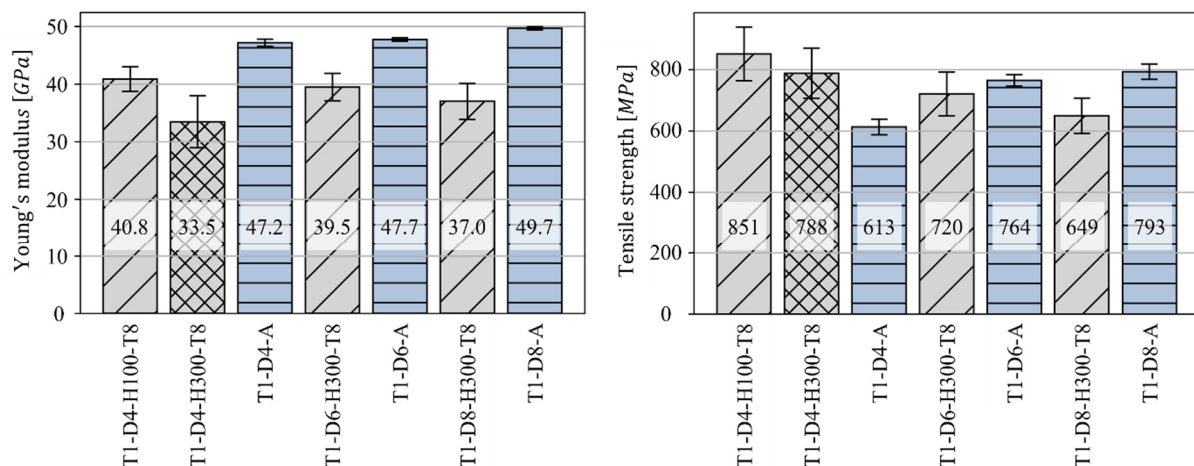 Young's modulus [GPa]
50
40
30
20
10
0
40.8 33.5 47.2 39.5 47.7 37.0 49.7
T1-D4-H100-T8
T1-D4-H300-T8
T1-D4-A
T1-D6-H300-T8
T1-D6-A
T1-D8-H300-T8
T1-D8-A
Tensile strength [MPa]
800
600
400
200
0
851 788 613 720 764 649 793
T1-D4-H100-T8
T1-D4-H300-T8
T1-D4-A
T1-D6-H300-T8
T1-D6-A
T1-D8-H300-T8
T1-D8-A